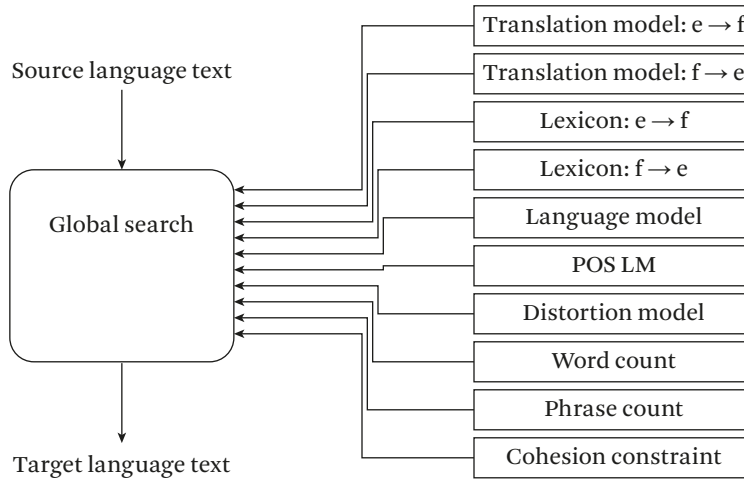 Source language text
Global search
Target language text
Translation model: e → f
Translation model: f → e
Lexicon: e → f
Lexicon: f → e
Language model
POS LM
Distortion model
Word count
Phrase count
Cohesion constraint